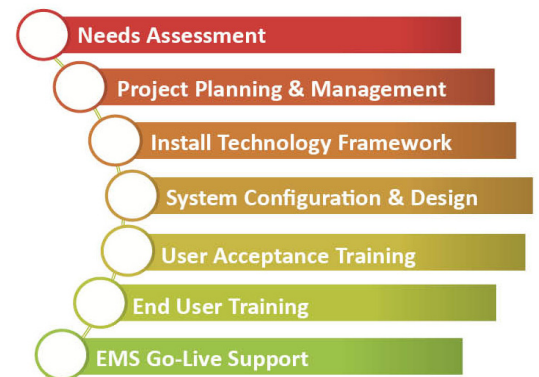 Needs Assessment
Project Planning & Management
Install Technology Framework
System Configuration & Design
User Acceptance Training
End User Training
EMS Go-Live Support